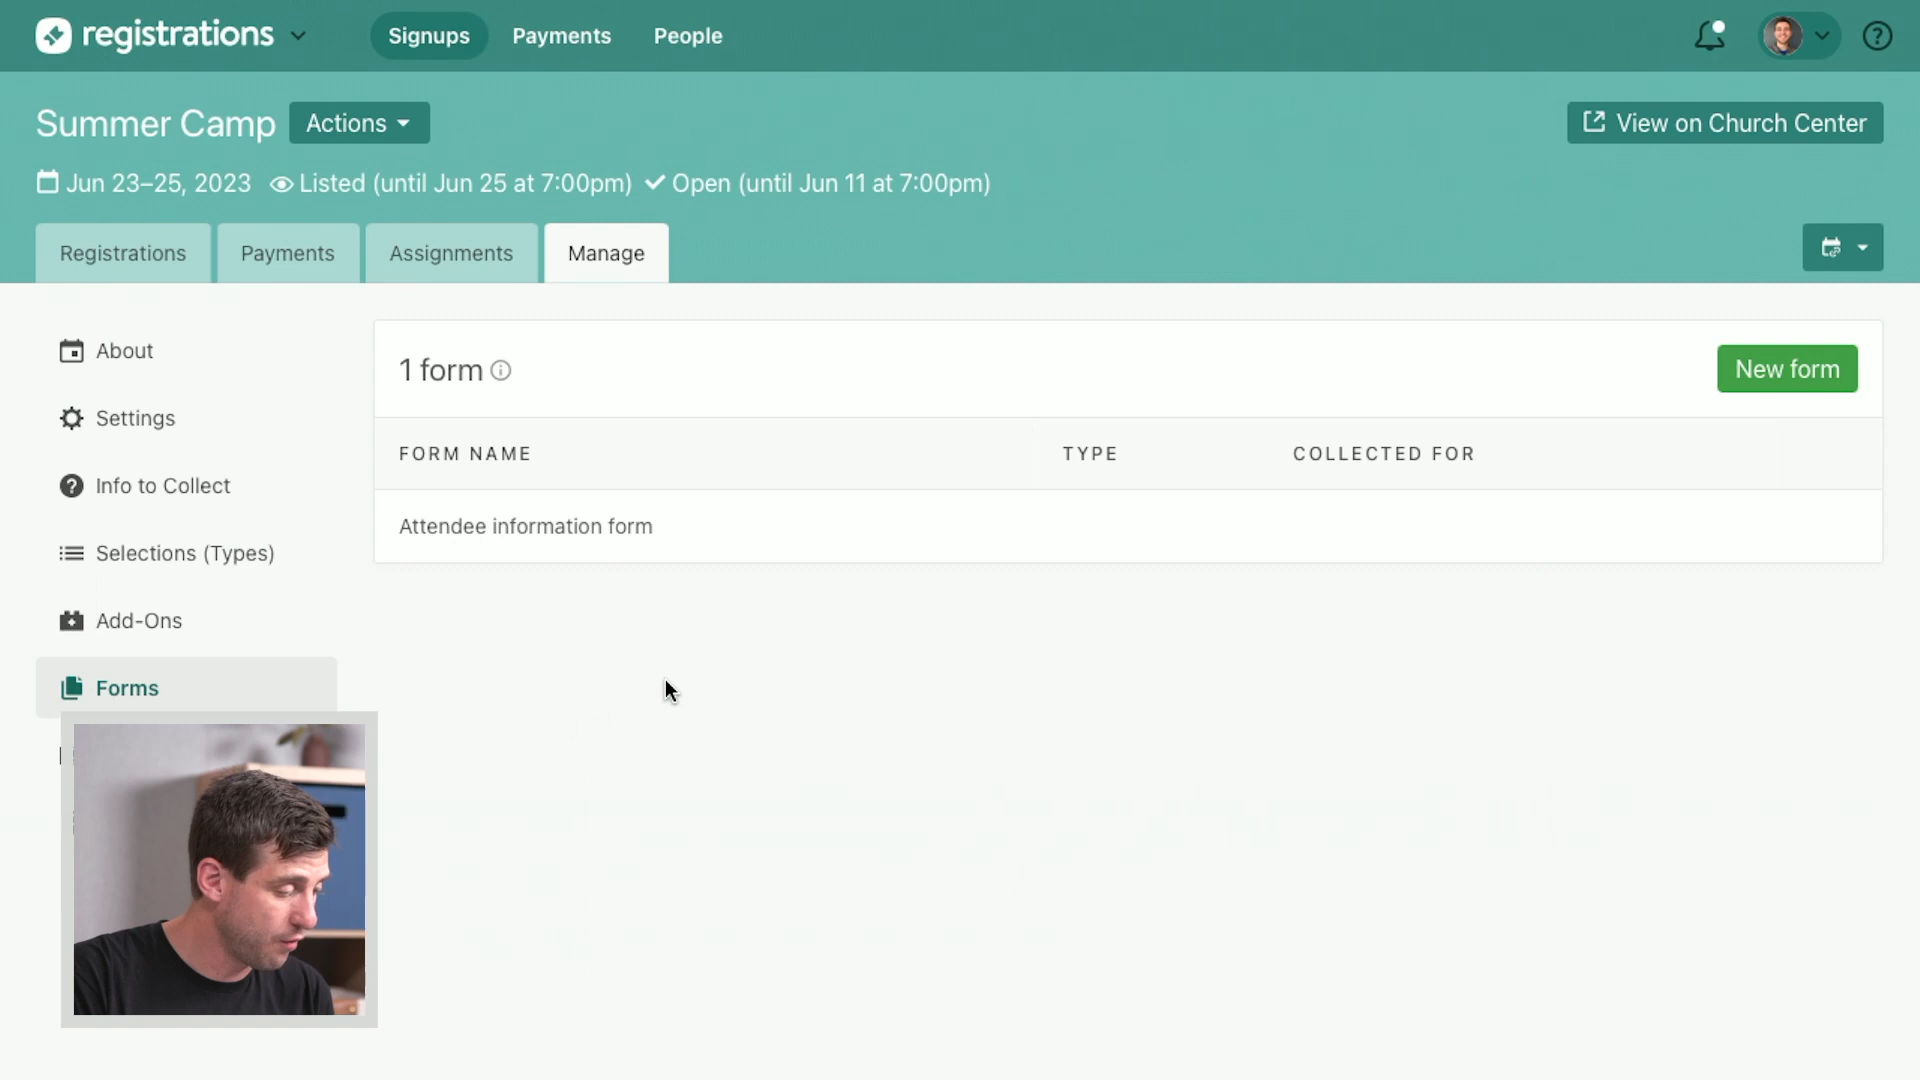 registrations
Signups
Payments
People
Summer Camp
Actions
View on Church Center
Jun 23–25, 2023
Listed (until Jun 25 at 7:00pm)
Open (until Jun 11 at 7:00pm)
Registrations
Payments
Assignments
Manage
About
Settings
Info to Collect
Selections (Types)
Add-Ons
Forms
1 form
New form
FORM NAME
TYPE
COLLECTED FOR
Attendee information form